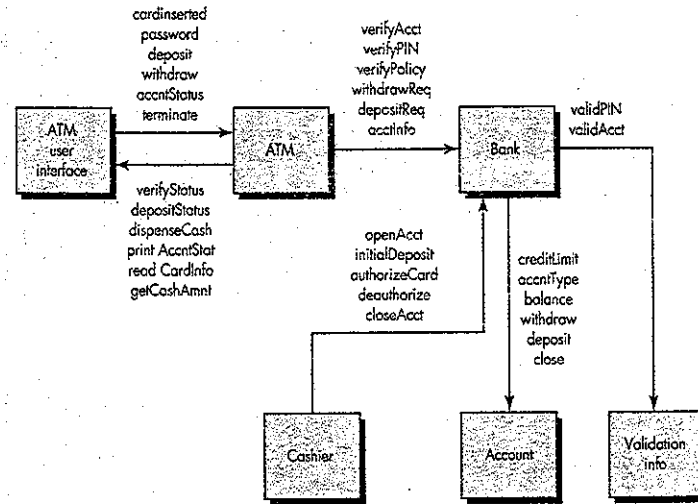 cardinserted
password
deposit
withdraw
accntStatus
terminate
verifyAcct
verifyPIN
verifyPolicy
withdrawReq
depositReq
acctInfo
ATM
user
interface
ATM
Bank
validPIN
validAcct
verifyStatus
depositStatus
dispenseCash
print AccntStat
read CardInfo
getCashAmnt
openAcct
initialDeposit
authorizeCard
deauthorize
closeAcct
creditLimit
accntType
balance
withdraw
deposit
close
Cashier
Account
Validation
info